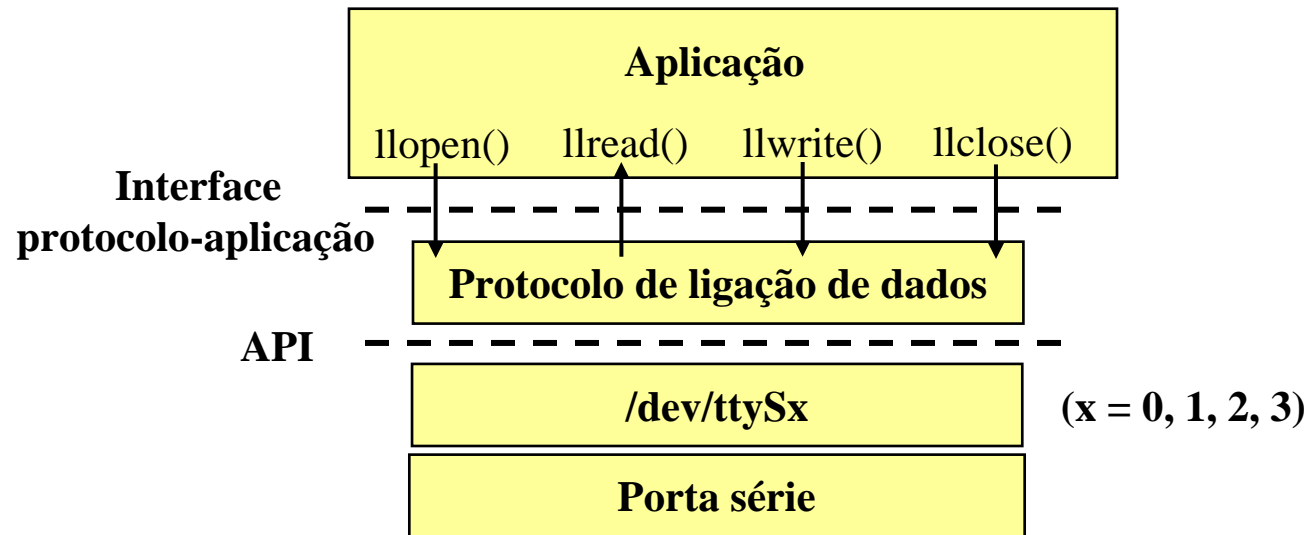 Aplicação
llopen() llread() llwrite() llclose()
Interface
protocolo-aplicação
Protocolo de ligação de dados
API
/dev/ttySx
(x = 0, 1, 2, 3)
Porta série